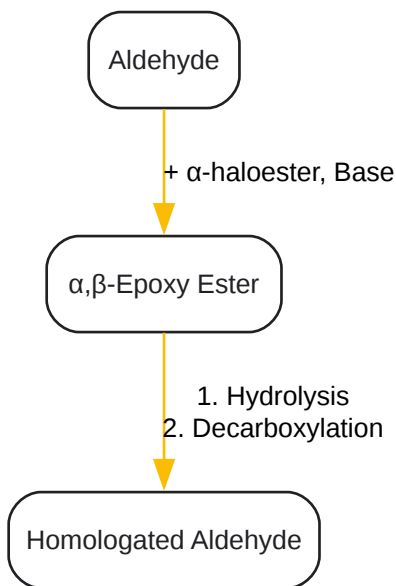 Aldehyde
+ α-haloester, Base
α,β-Epoxy Ester
1. Hydrolysis
2. Decarboxylation
Homologated Aldehyde